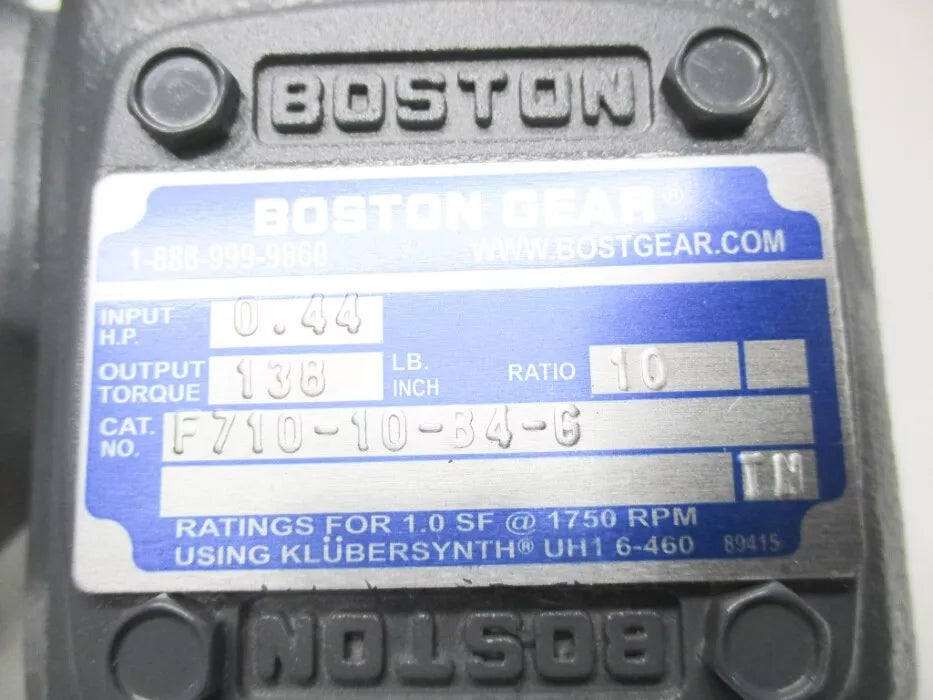 BOSTON
BOSTON GEAR®
1-888-999-9860 WWW.BOSTGEAR.COM
INPUT H.P. 0.44
OUTPUT TORQUE 138 LB. INCH RATIO 10
CAT. NO. F710-10-B4-G
TN
RATINGS FOR 1.0 SF @ 1750 RPM
USING KLÜBERSYNTH® UH1 6-460 89415
BOSTON